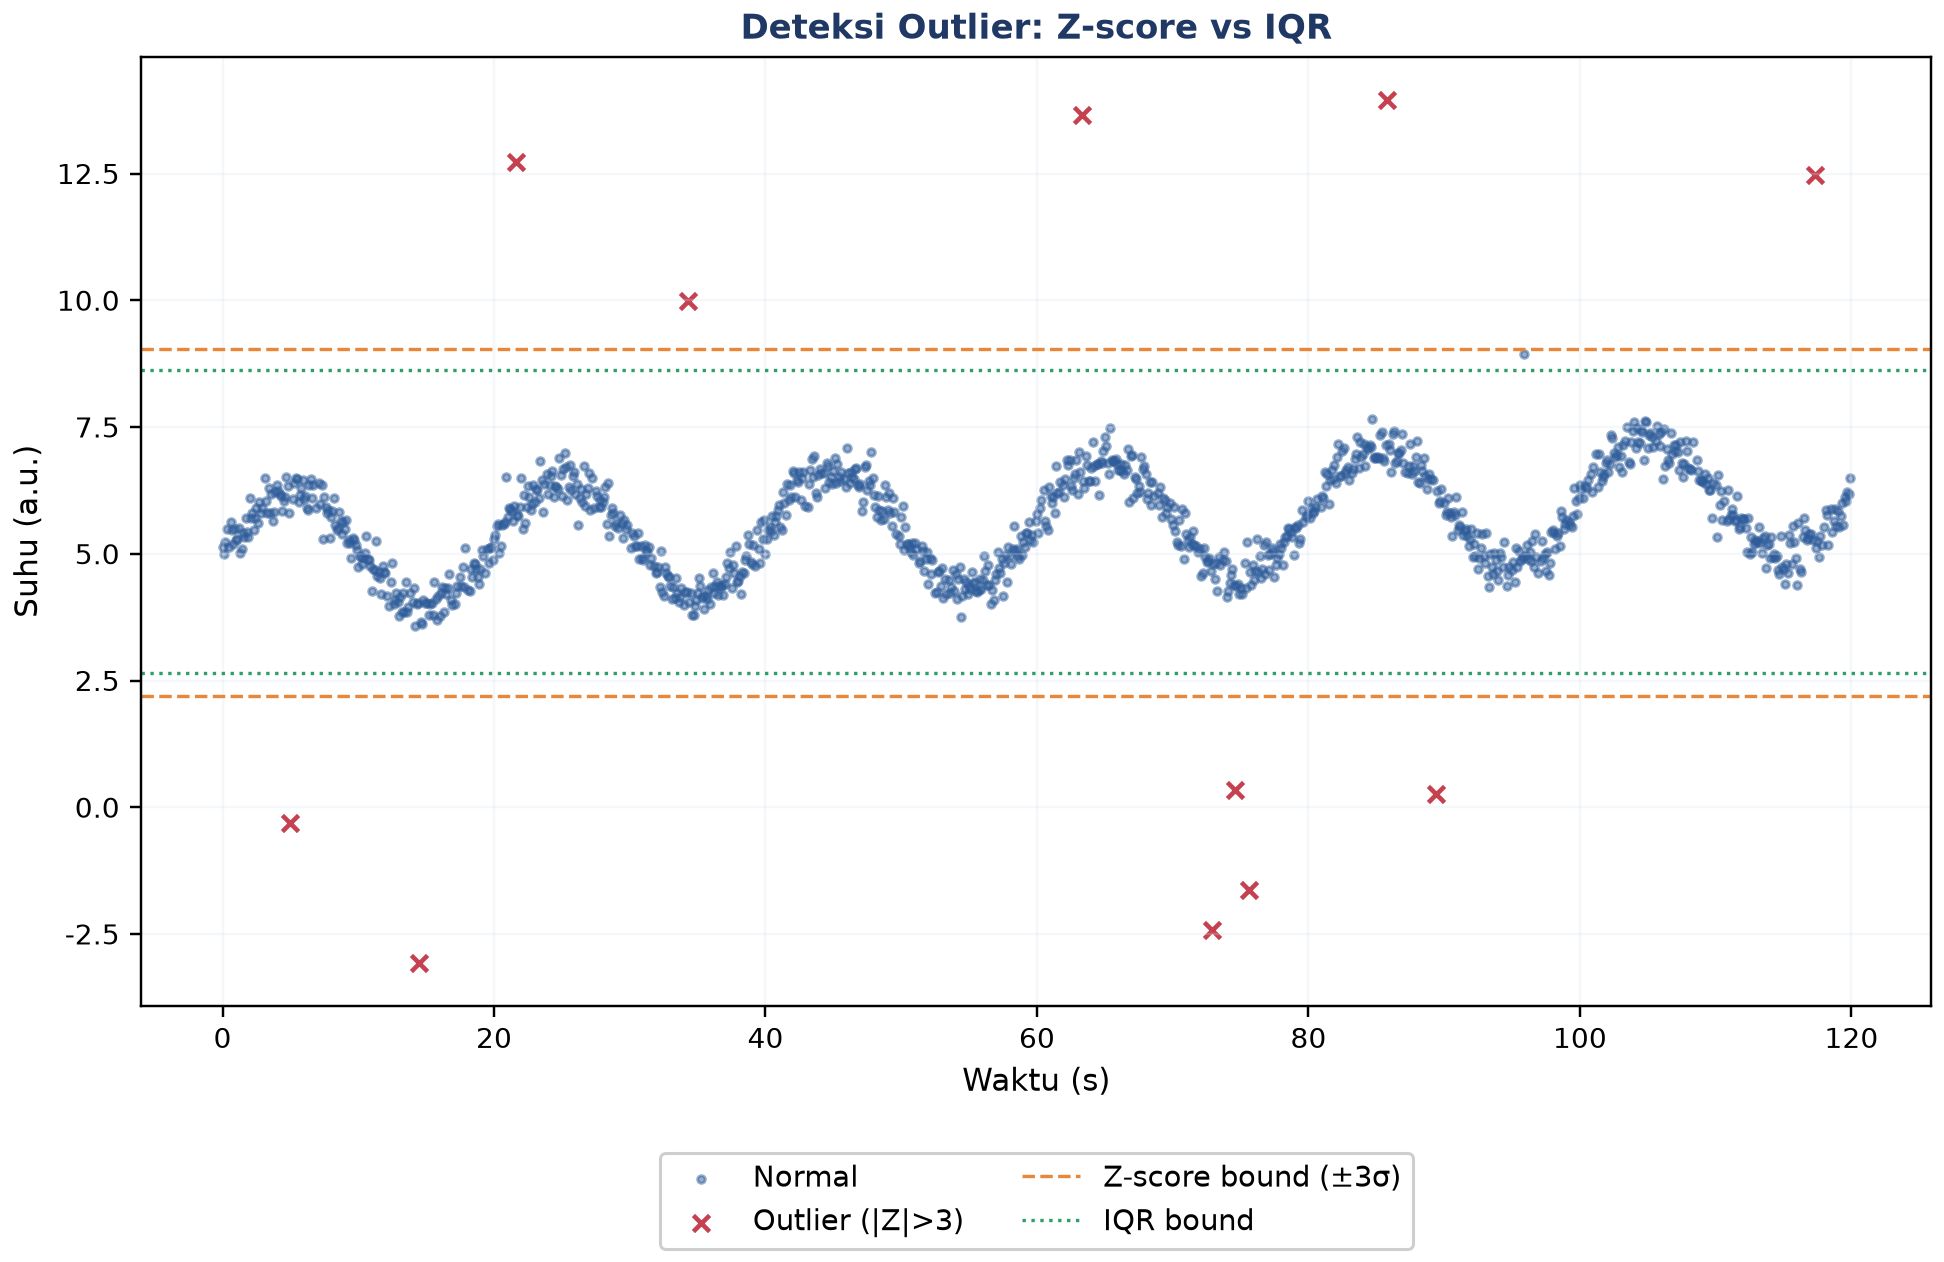 Deteksi Outlier: Z-score vs IQR
Suhu (a.u.)
12.5
10.0
7.5
5.0
2.5
0.0
-2.5
0 20 40 60 80 100 120
Waktu (s)
Normal
Outlier (|Z|>3)
Z-score bound (±3σ)
IQR bound